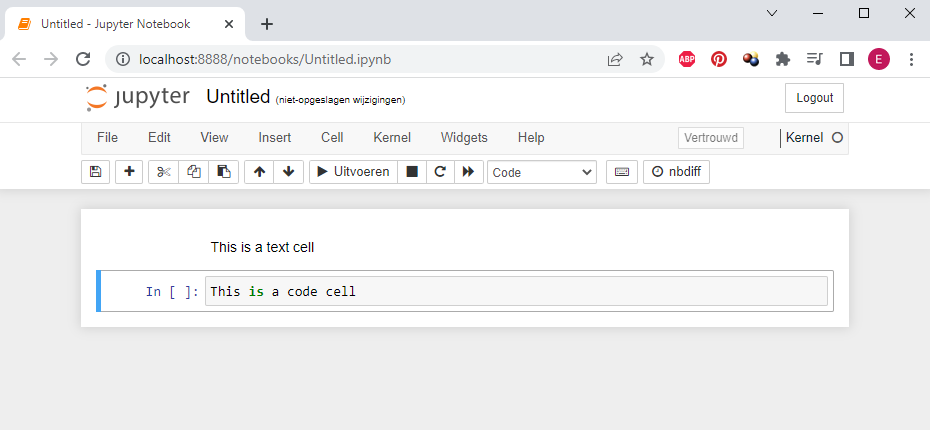 Untitled - Jupyter Notebook
localhost:8888/notebooks/Untitled.ipynb
ABP
E
jupyter Untitled (niet-opgeslagen wijzigingen) Logout
File Edit View Insert Cell Kernel Widgets Help Vertrouwd Kernel
Uitvoeren Code nbdiff
This is a text cell
In [ ]: This is a code cell